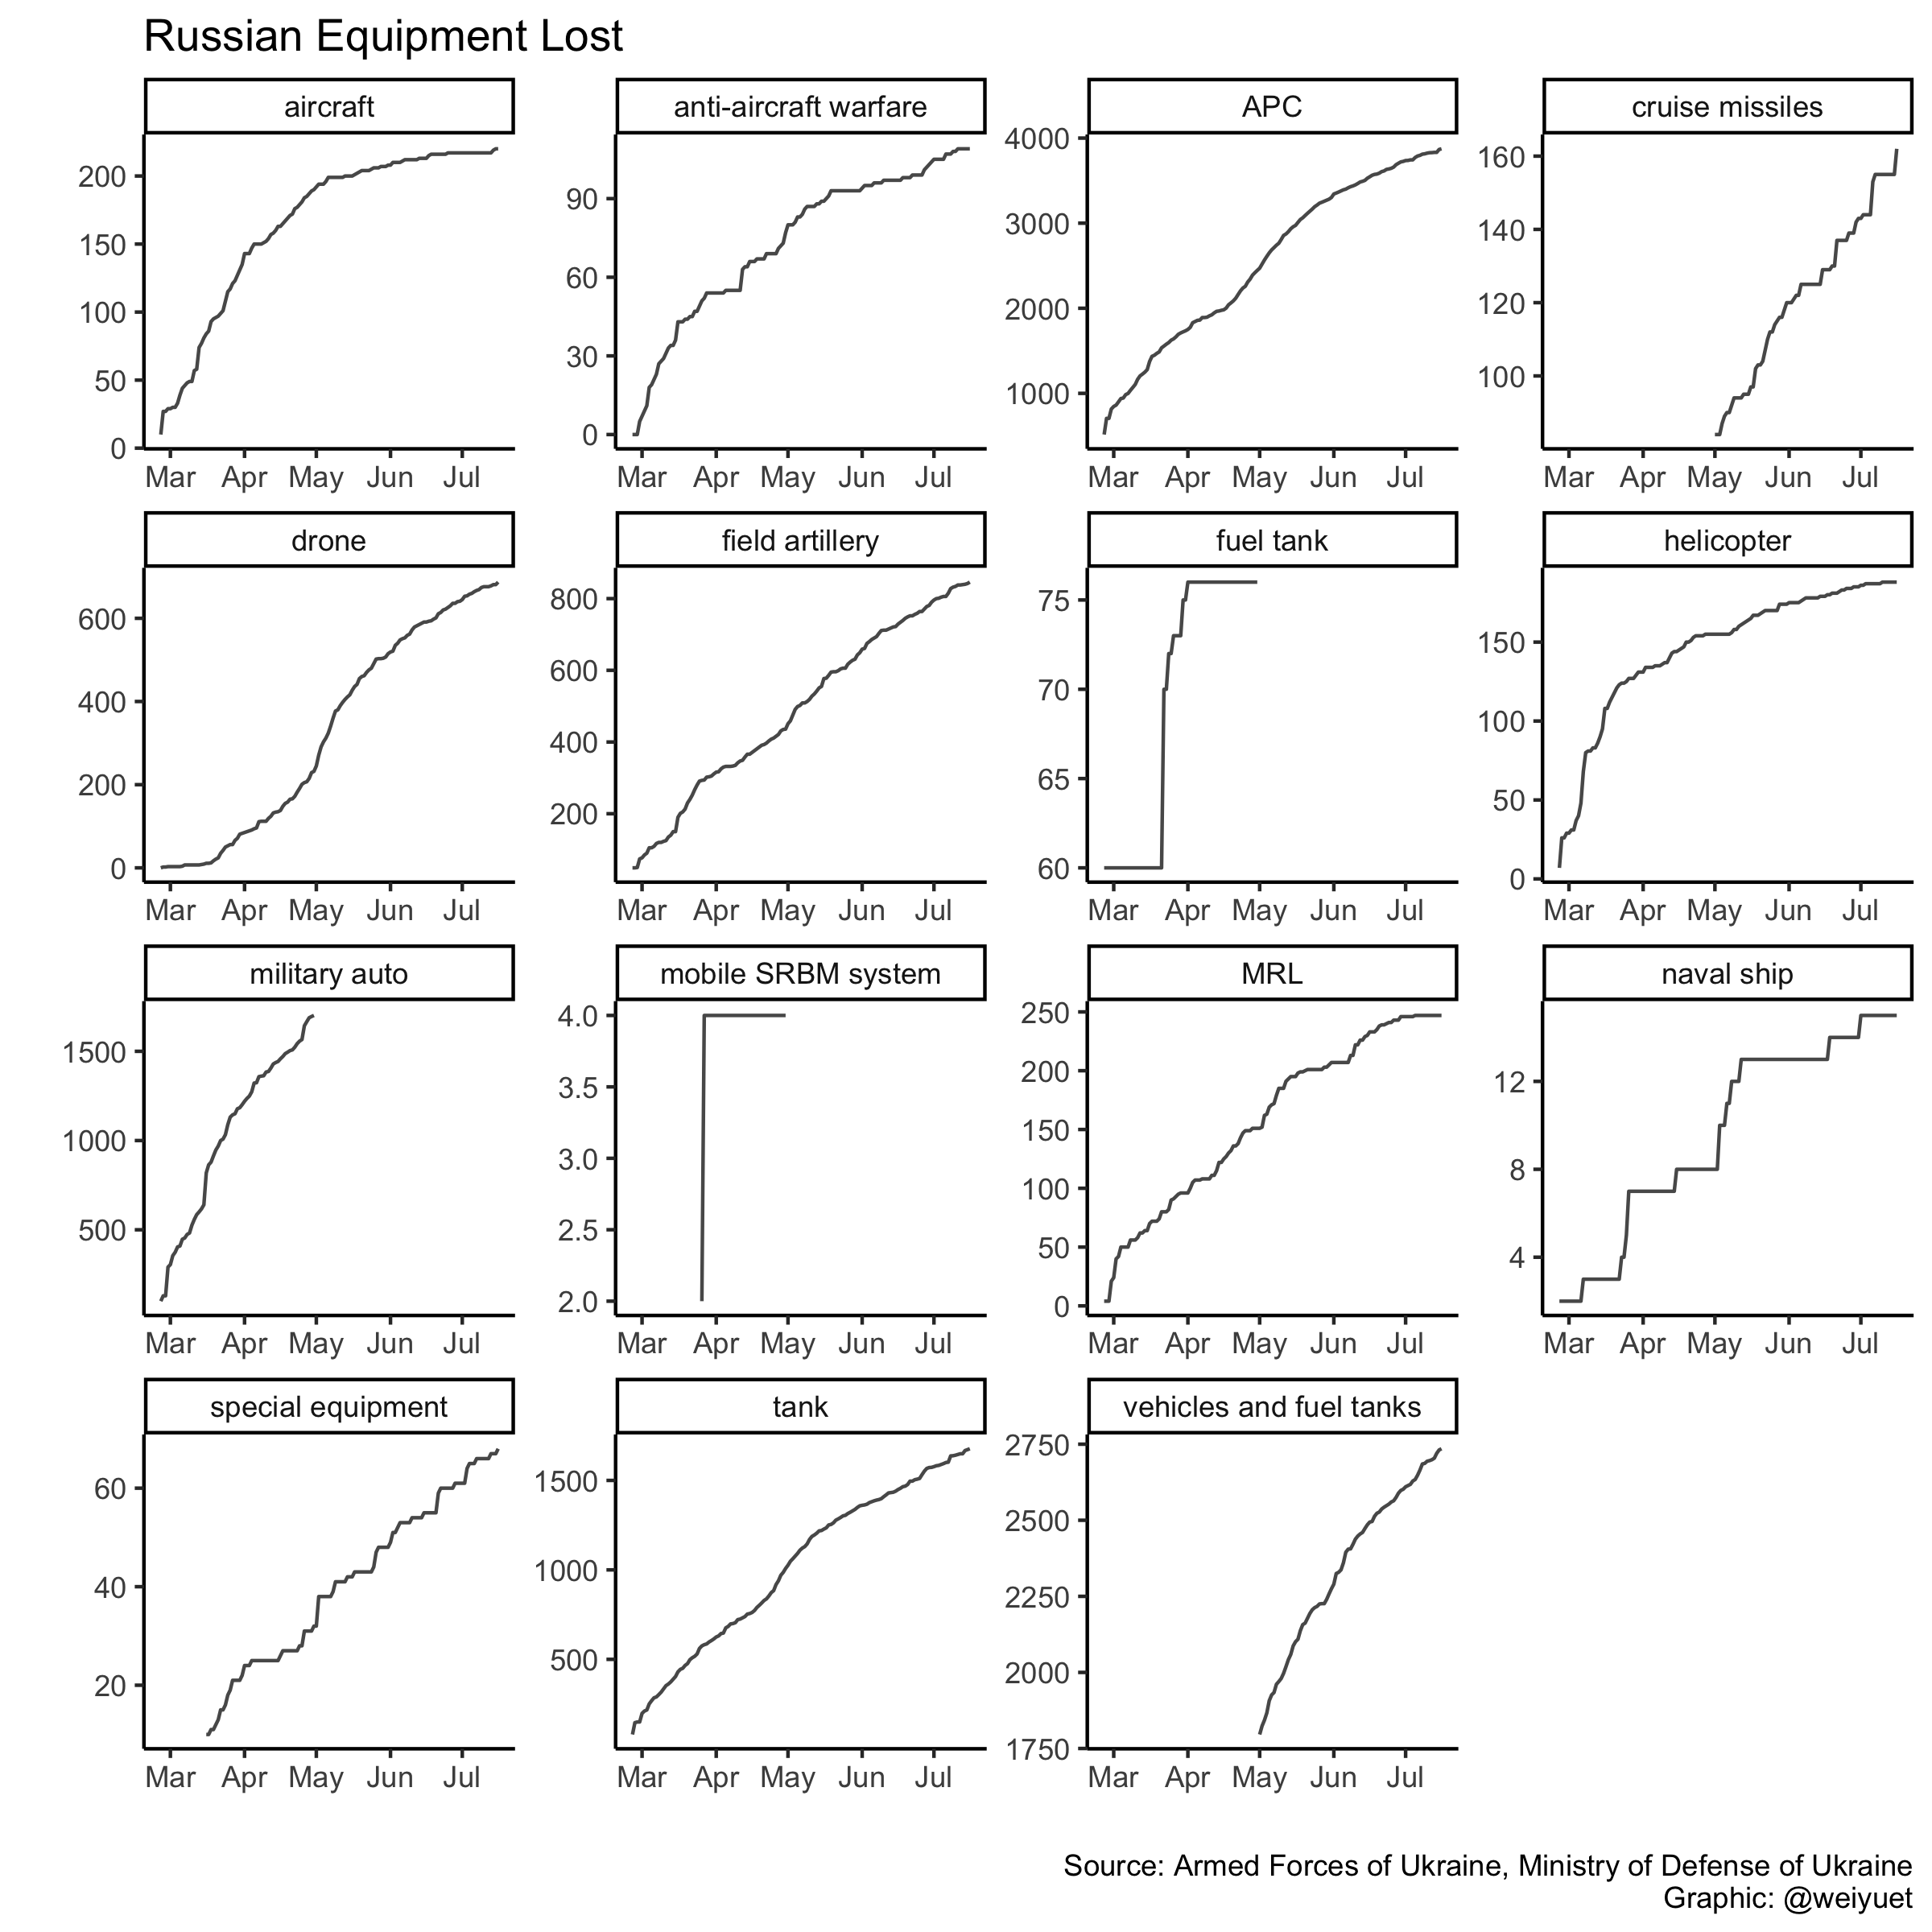 Russian Equipment Lost
aircraft
anti-aircraft warfare
APC
cruise missiles
200
150
100
50
0
90
60
30
0
4000
3000
2000
1000
160
140
120
100
Mar Apr May Jun Jul
Mar Apr May Jun Jul
Mar Apr May Jun Jul
Mar Apr May Jun Jul
drone
field artillery
fuel tank
helicopter
600
400
200
0
800
600
400
200
75
70
65
60
150
100
50
0
Mar Apr May Jun Jul
Mar Apr May Jun Jul
Mar Apr May Jun Jul
Mar Apr May Jun Jul
military auto
mobile SRBM system
MRL
naval ship
1500
1000
500
4.0
3.5
3.0
2.5
2.0
250
200
150
100
50
0
12
8
4
Mar Apr May Jun Jul
Mar Apr May Jun Jul
Mar Apr May Jun Jul
Mar Apr May Jun Jul
special equipment
tank
vehicles and fuel tanks
60
40
20
1500
1000
500
2750
2500
2250
2000
1750
Mar Apr May Jun Jul
Mar Apr May Jun Jul
Mar Apr May Jun Jul
Source: Armed Forces of Ukraine, Ministry of Defense of Ukraine
Graphic: @weiyuet